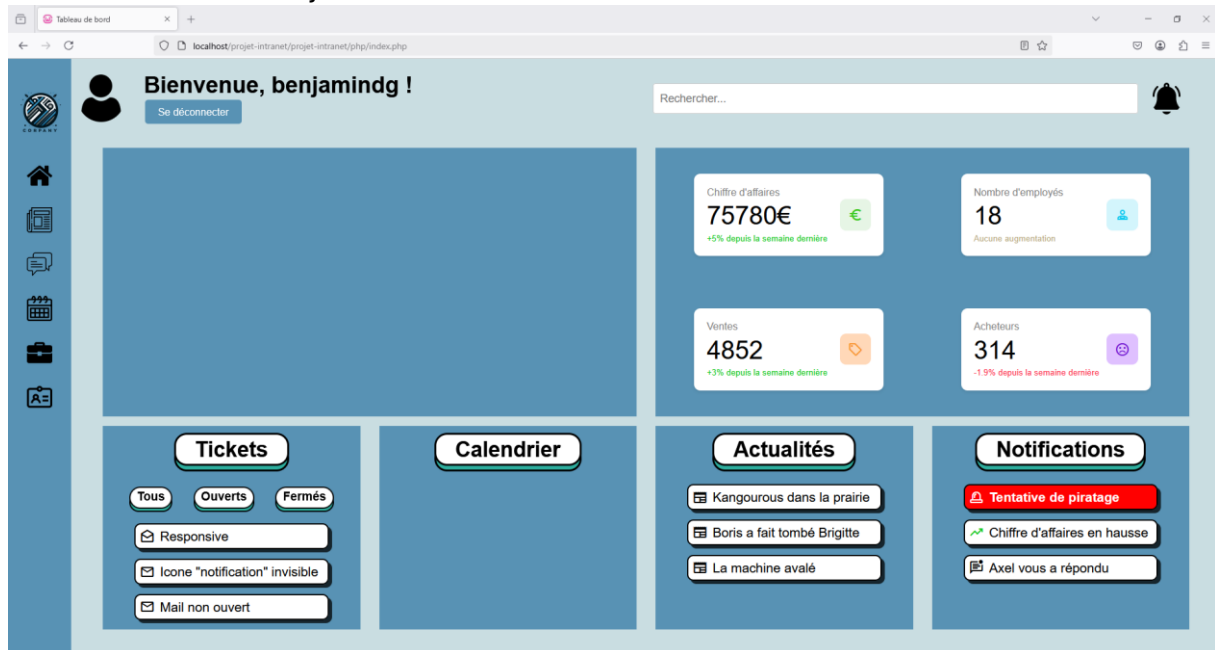 Tableau de bord
localhost/projet-intranet/projet-intranet/php/index.php
COMPANY
Bienvenue, benjamindg !
Se déconnecter
Rechercher...
Chiffre d'affaires
75780€
€
+5% depuis la semaine dernière
Nombre d'employés
18
Aucune augmentation
Ventes
4852
+3% depuis la semaine dernière
Acheteurs
314
-1.9% depuis la semaine dernière
Tickets
Tous Ouverts Fermés
Responsive
Icone "notification" invisible
Mail non ouvert
Calendrier
Actualités
Kangourous dans la prairie
Boris a fait tombé Brigitte
La machine avalé
Notifications
Tentative de piratage
Chiffre d'affaires en hausse
Axel vous a répondu